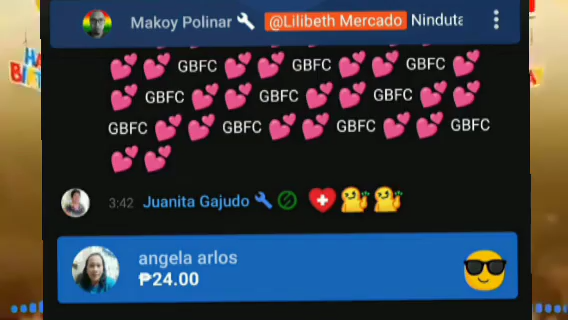 Makoy Polinar @Lilibeth Mercado Ninduta
GBFC GBFC GBFC
GBFC GBFC GBFC
GBFC GBFC GBFC GBFC
3:42 Juanita Gajudo
angela arlos
₱24.00